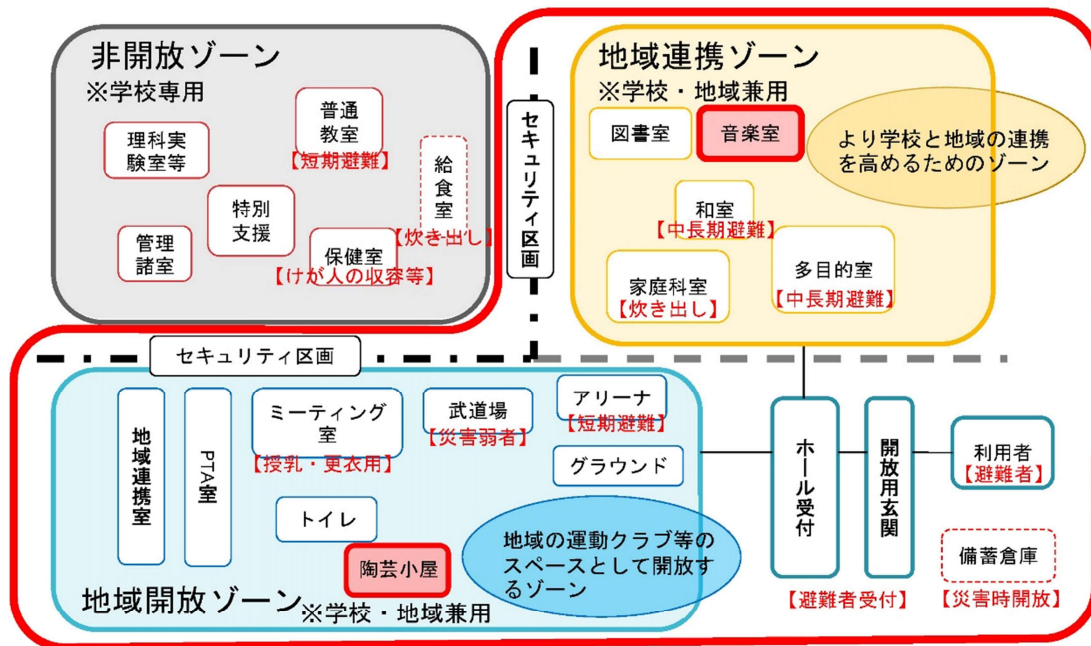 非開放ゾーン
※学校専用
理科実
験室等
普通
教室
【短期避難】
給食室
【炊き出し】
特別
支援
管理
諸室
保健室
【けが人の収容等】
セキュリティ区画
地域連携ゾーン
※学校・地域兼用
図書室
音楽室
より学校と地域の連携
を高めるためのゾーン
和室
【中長期避難】
家庭科室
【炊き出し】
多目的室
【中長期避難】
セキュリティ区画
地域連携室
PTA室
ミーティング
室
【授乳・更衣用】
武道場
【災害弱者】
アリーナ
【短期避難】
グラウンド
トイレ
陶芸小屋
地域の運動クラブ等の
スペースとして開放す
るゾーン
地域開放ゾーン
※学校・地域兼用
ホール受付
【避難者受付】
開放用玄関
利用者
【避難者】
備蓄倉庫
【災害時開放】